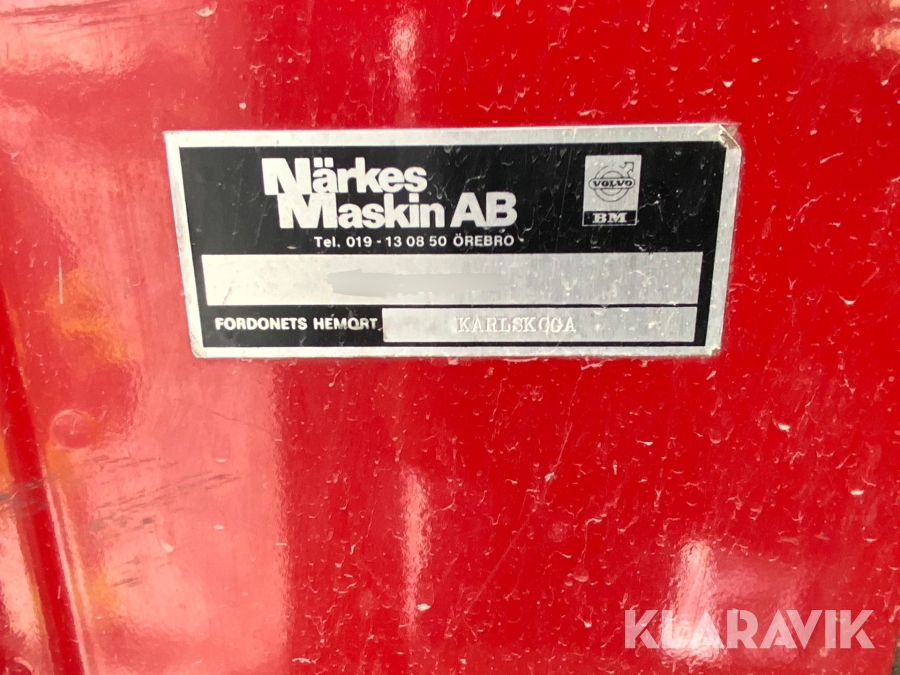 Närkes
Maskin AB
Tel. 019 - 13 08 50 ÖREBRO
VOLVO
BM
FORDONETS HEMORT
KARLSKOGA
KLARAVIK